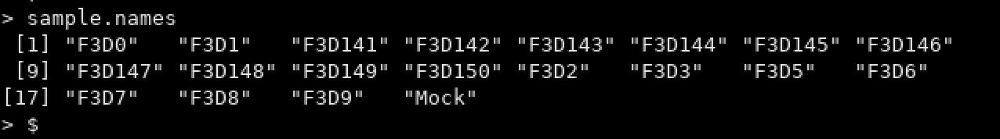 > sample.names
 [1] "F3D0"   "F3D1"   "F3D141" "F3D142" "F3D143" "F3D144" "F3D145" "F3D146"
 [9] "F3D147" "F3D148" "F3D149" "F3D150" "F3D2"   "F3D3"   "F3D5"   "F3D6"
[17] "F3D7"   "F3D8"   "F3D9"   "Mock"
> $